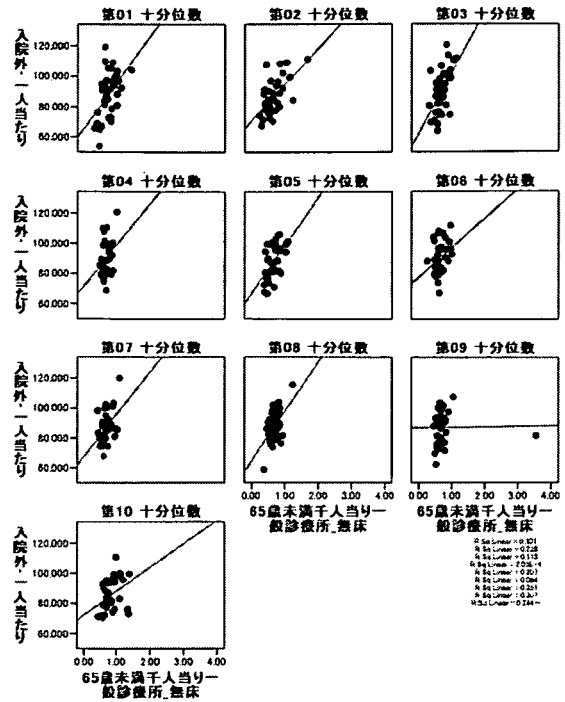 第01 十分位数
第02 十分位数
第03 十分位数
入院外,一人当たり
120.000
100.000
80.000
60.000
第04 十分位数
第05 十分位数
第06 十分位数
入院外,一人当たり
120.000
100.000
80.000
60.000
第07 十分位数
第08 十分位数
第09 十分位数
入院外,一人当たり
120.000
100.000
80.000
60.000
0.00 1.00 2.00 3.00 4.00
0.00 1.00 2.00 3.00 4.00
65歳未満千人当り一
般診療所_無床
65歳未満千人当り一
般診療所_無床
第10 十分位数
入院外,一人当たり
120.000
100.000
80.000
60.000
0.00 1.00 2.00 3.00 4.00
65歳未満千人当り一
般診療所_無床